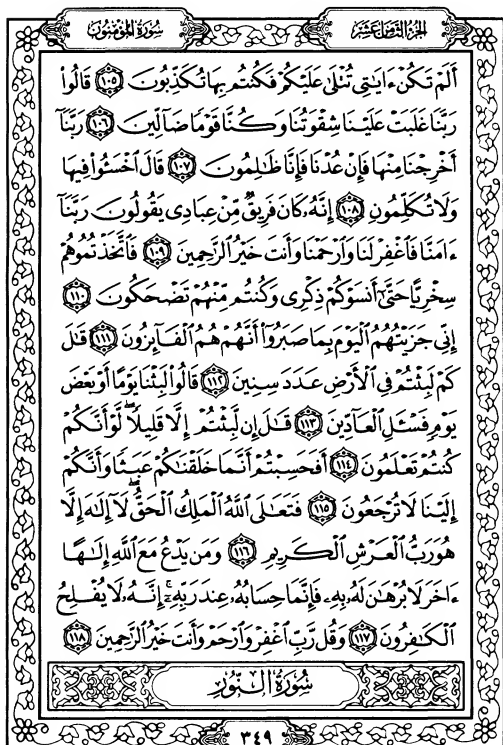 الجزء الثامن عشر
سورة المؤمنون
أَلَمْ تَكُنْ ءَايَٰتِى تُتْلَىٰ عَلَيْكُمْ فَكُنتُم بِهَا تُكَذِّبُونَ ١٠٥ قَالُوا۟
رَبَّنَا غَلَبَتْ عَلَيْنَا شِقْوَتُنَا وَكُنَّا قَوْمًا ضَآلِّينَ ١٠٦ رَبَّنَآ
أَخْرِجْنَا مِنْهَا فَإِنْ عُدْنَا فَإِنَّا ظَٰلِمُونَ ١٠٧ قَالَ ٱخْسَـُٔوا۟ فِيهَا
وَلَا تُكَلِّمُونِ ١٠٨ إِنَّهُۥ كَانَ فَرِيقٌ مِّنْ عِبَادِى يَقُولُونَ رَبَّنَآ
ءَامَنَّا فَٱغْفِرْ لَنَا وَٱرْحَمْنَا وَأَنتَ خَيْرُ ٱلرَّٰحِمِينَ ١٠٩ فَٱتَّخَذْتُمُوهُمْ
سِخْرِيًّا حَتَّىٰٓ أَنسَوْكُمْ ذِكْرِى وَكُنتُم مِّنْهُمْ تَضْحَكُونَ ١١٠
إِنِّى جَزَيْتُهُمُ ٱلْيَوْمَ بِمَا صَبَرُوٓا۟ أَنَّهُمْ هُمُ ٱلْفَآئِزُونَ ١١١ قَٰلَ
كَمْ لَبِثْتُمْ فِى ٱلْأَرْضِ عَدَدَ سِنِينَ ١١٢ قَالُوا۟ لَبِثْنَا يَوْمًا أَوْ بَعْضَ
يَوْمٍ فَسْـَٔلِ ٱلْعَآدِّينَ ١١٣ قَٰلَ إِن لَّبِثْتُمْ إِلَّا قَلِيلًا ۖ لَّوْ أَنَّكُمْ
كُنتُمْ تَعْلَمُونَ ١١٤ أَفَحَسِبْتُمْ أَنَّمَا خَلَقْنَٰكُمْ عَبَثًا وَأَنَّكُمْ
إِلَيْنَا لَا تُرْجَعُونَ ١١٥ فَتَعَٰلَى ٱللَّهُ ٱلْمَلِكُ ٱلْحَقُّ ۖ لَآ إِلَٰهَ إِلَّا
هُوَ رَبُّ ٱلْعَرْشِ ٱلْكَرِيمِ ١١٦ وَمَن يَدْعُ مَعَ ٱللَّهِ إِلَٰهًا
ءَاخَرَ لَا بُرْهَٰنَ لَهُۥ بِهِۦ فَإِنَّمَا حِسَابُهُۥ عِندَ رَبِّهِۦٓ ۚ إِنَّهُۥ لَا يُفْلِحُ
ٱلْكَٰفِرُونَ ١١٧ وَقُل رَّبِّ ٱغْفِرْ وَٱرْحَمْ وَأَنتَ خَيْرُ ٱلرَّٰحِمِينَ ١١٨
سُورَةُ النُّورِ
٣٤٩